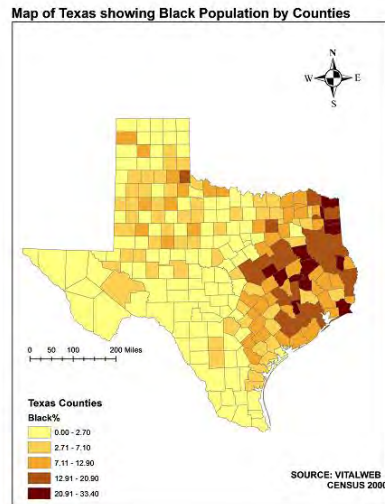 Map of Texas showing Black Population by Counties
N
W
E
S
0 50 100 200 Miles
Texas Counties
Black%
0.00 - 2.70
2.71 - 7.10
7.11 - 12.90
12.91 - 20.90
20.91 - 33.40
SOURCE: VITALWEB
CENSUS 2000